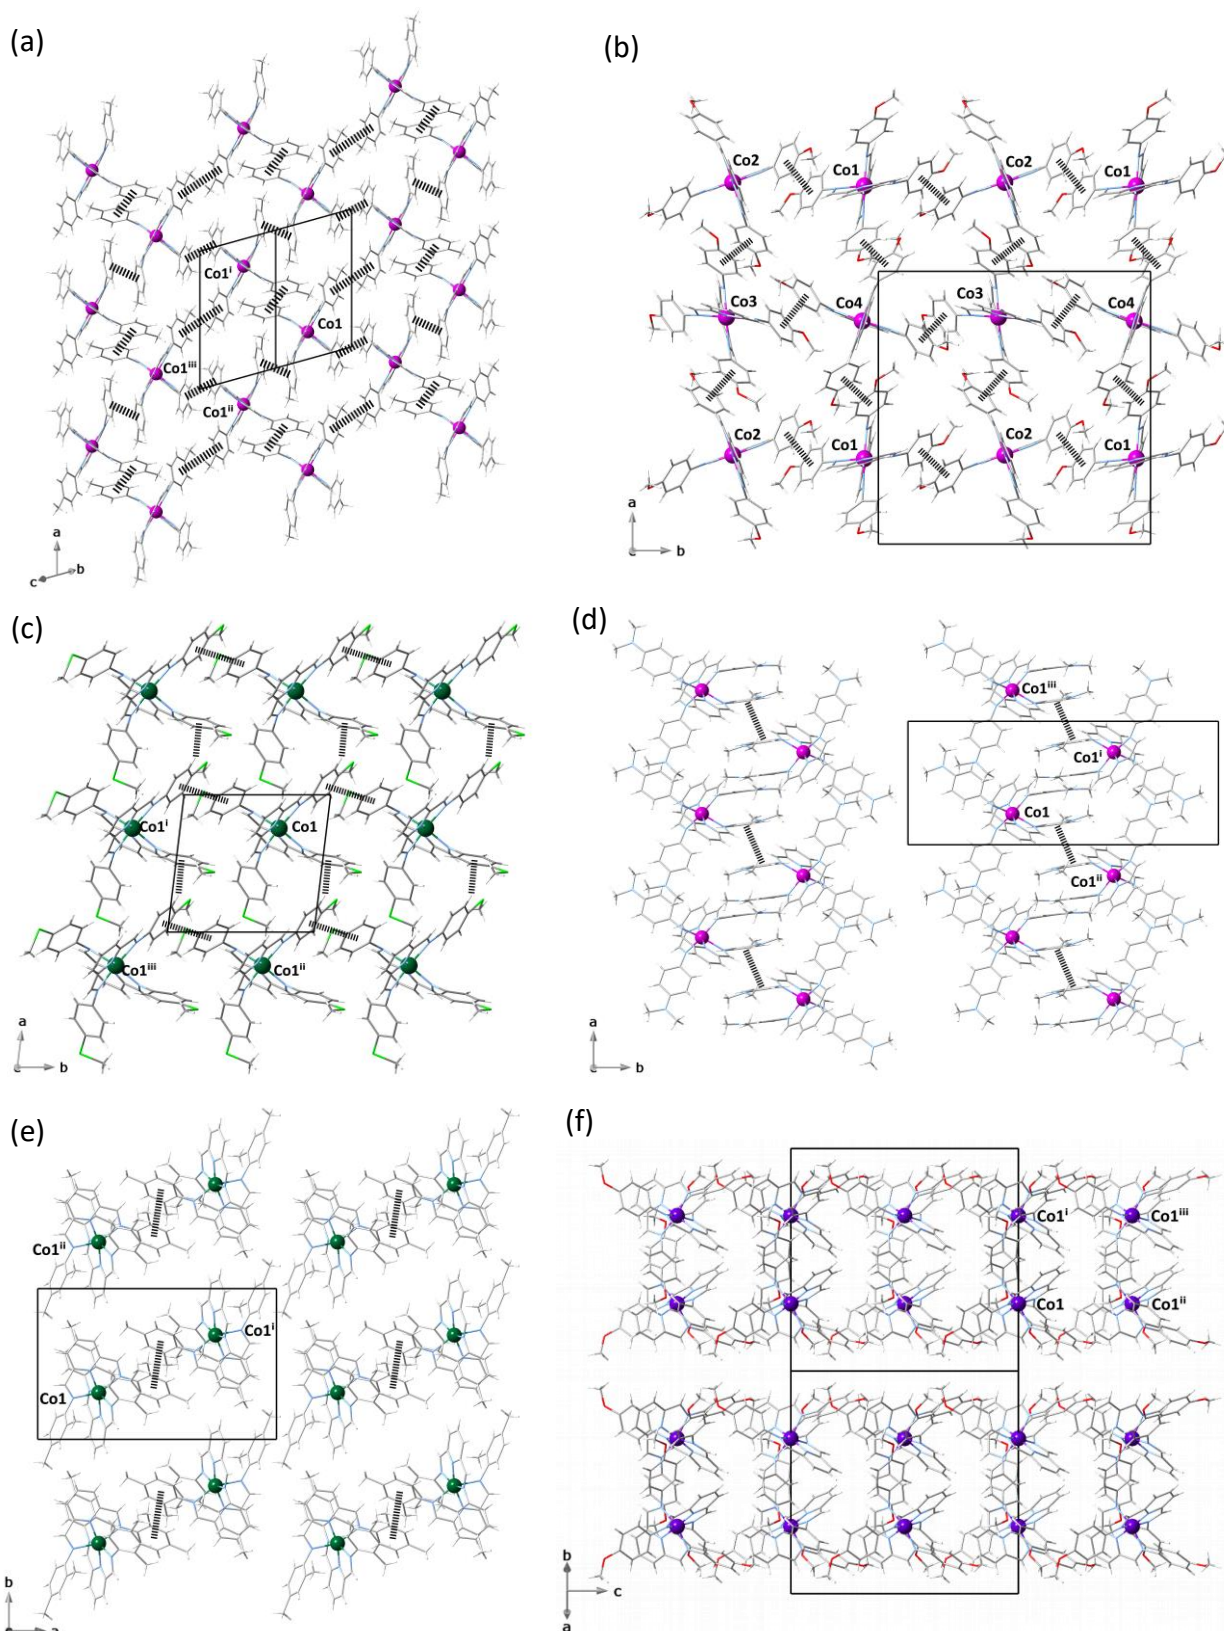 (a)
Co1ⁱ
Co1
Co1ⁱⁱⁱ
Co1ⁱⁱ
a
c b
(b)
Co2 Co1 Co2 Co1
Co3 Co4 Co3 Co4
Co2 Co1 Co2 Co1
a
c b
(c)
Co1ⁱ Co1
Co1ⁱⁱⁱ Co1ⁱⁱ
a
c b
(d)
Co1ⁱⁱⁱ
Co1ⁱ
Co1
Co1ⁱⁱ
a
c b
(e)
Co1ⁱⁱ
Co1ⁱ
Co1
b
(f)
Co1ⁱ Co1ⁱⁱⁱ
Co1 Co1ⁱⁱ
b
c
a